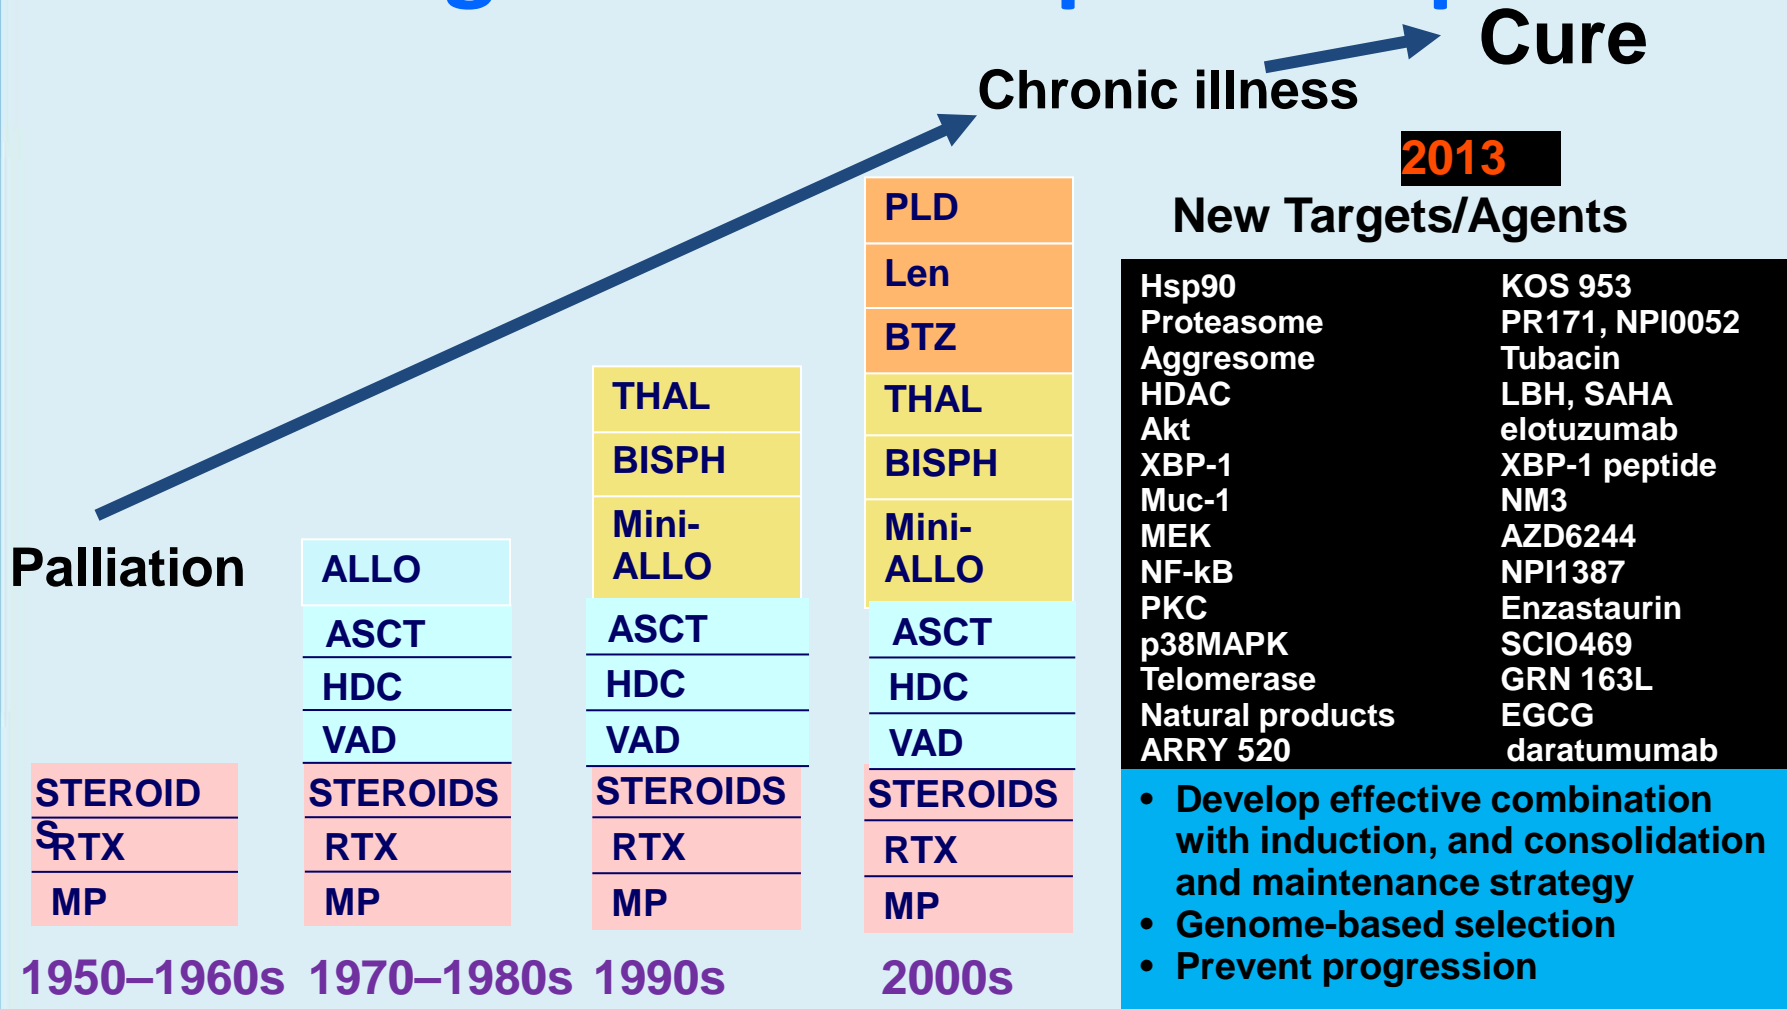 Cure
Chronic illness
2013
New Targets/Agents
Palliation
STEROID
S
RTX
MP
1950–1960s
ALLO
ASCT
HDC
VAD
STEROIDS
RTX
MP
1970–1980s
THAL
BISPH
Mini-
ALLO
ASCT
HDC
VAD
STEROIDS
RTX
MP
1990s
PLD
Len
BTZ
THAL
BISPH
Mini-
ALLO
ASCT
HDC
VAD
STEROIDS
RTX
MP
2000s
Hsp90 KOS 953
Proteasome PR171, NPI0052
Aggresome Tubacin
HDAC LBH, SAHA
Akt elotuzumab
XBP-1 XBP-1 peptide
Muc-1 NM3
MEK AZD6244
NF-kB NPI1387
PKC Enzastaurin
p38MAPK SCIO469
Telomerase GRN 163L
Natural products EGCG
ARRY 520 daratumumab
• Develop effective combination
with induction, and consolidation
and maintenance strategy
• Genome-based selection
• Prevent progression